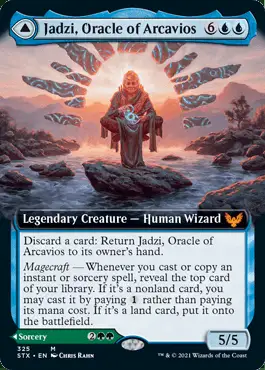 Jadzi, Oracle of Arcavios 6
Legendary Creature — Human Wizard
Discard a card: Return Jadzi, Oracle of Arcavios to its owner's hand.
Magecraft — Whenever you cast or copy an instant or sorcery spell, reveal the top card of your library. If it's a nonland card, you may cast it by paying 1 rather than paying its mana cost. If it's a land card, put it onto the battlefield.
Sorcery 2
5/5
325 M
STX • EN Chris Rahn
™ & © 2021 Wizards of the Coast